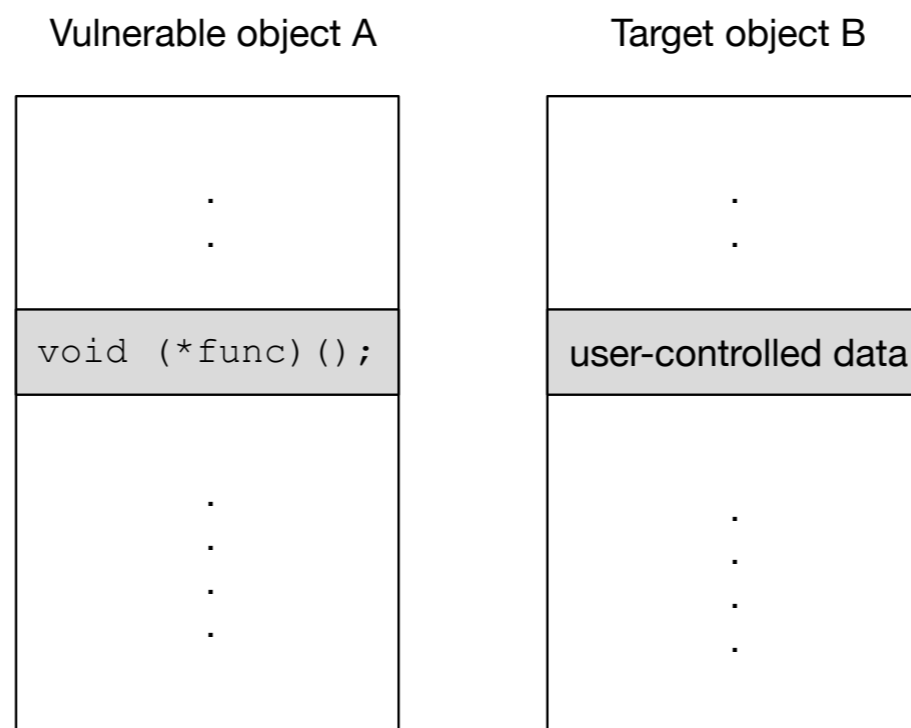 Vulnerable object A
Target object B
void (*func)();
user-controlled data